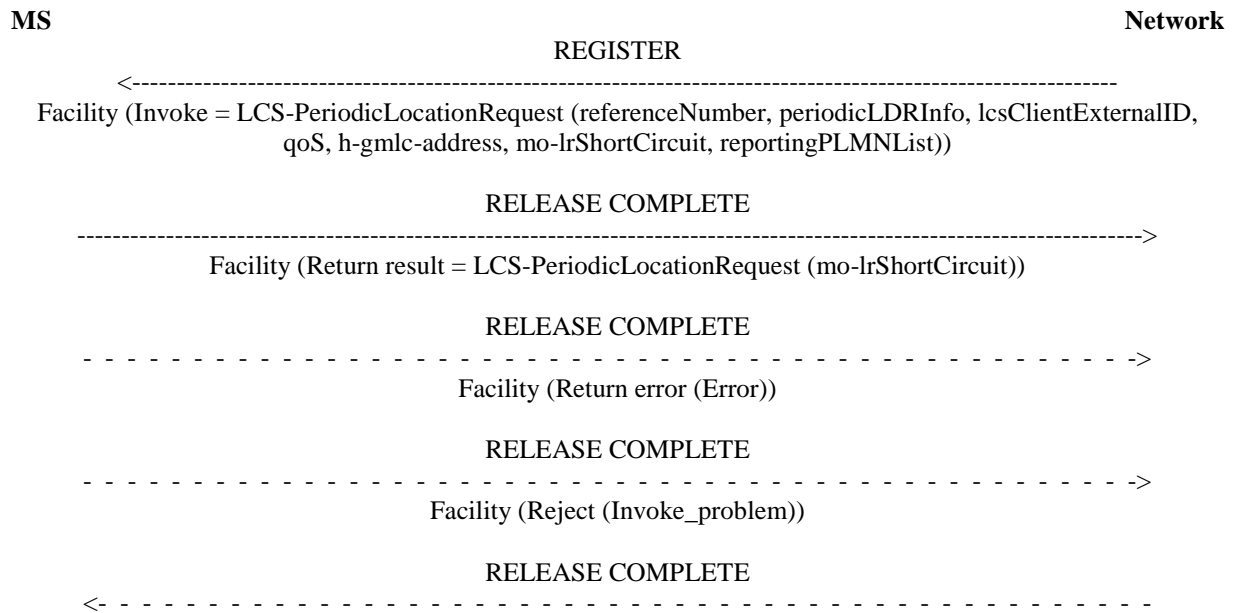 MS Network
REGISTER
<----------------------------------------------------------------------------------------------------------------
Facility (Invoke = LCS-PeriodicLocationRequest (referenceNumber, periodicLDRInfo, lcsClientExternalID,
qoS, h-gmlc-address, mo-lrShortCircuit, reportingPLMNList))
RELEASE COMPLETE
------------------------------------------------------------------------------------------------------------------------->
Facility (Return result = LCS-PeriodicLocationRequest (mo-lrShortCircuit))
RELEASE COMPLETE
- - - - - - - - - - - - - - - - - - - - - - - - - - - - - - - - - - - - - - - - - - - - - - - ->
Facility (Return error (Error))
RELEASE COMPLETE
- - - - - - - - - - - - - - - - - - - - - - - - - - - - - - - - - - - - - - - - - - - - - - - ->
Facility (Reject (Invoke_problem))
RELEASE COMPLETE
<- - - - - - - - - - - - - - - - - - - - - - - - - - - - - - - - - - - - - - - - - - - - - - - -